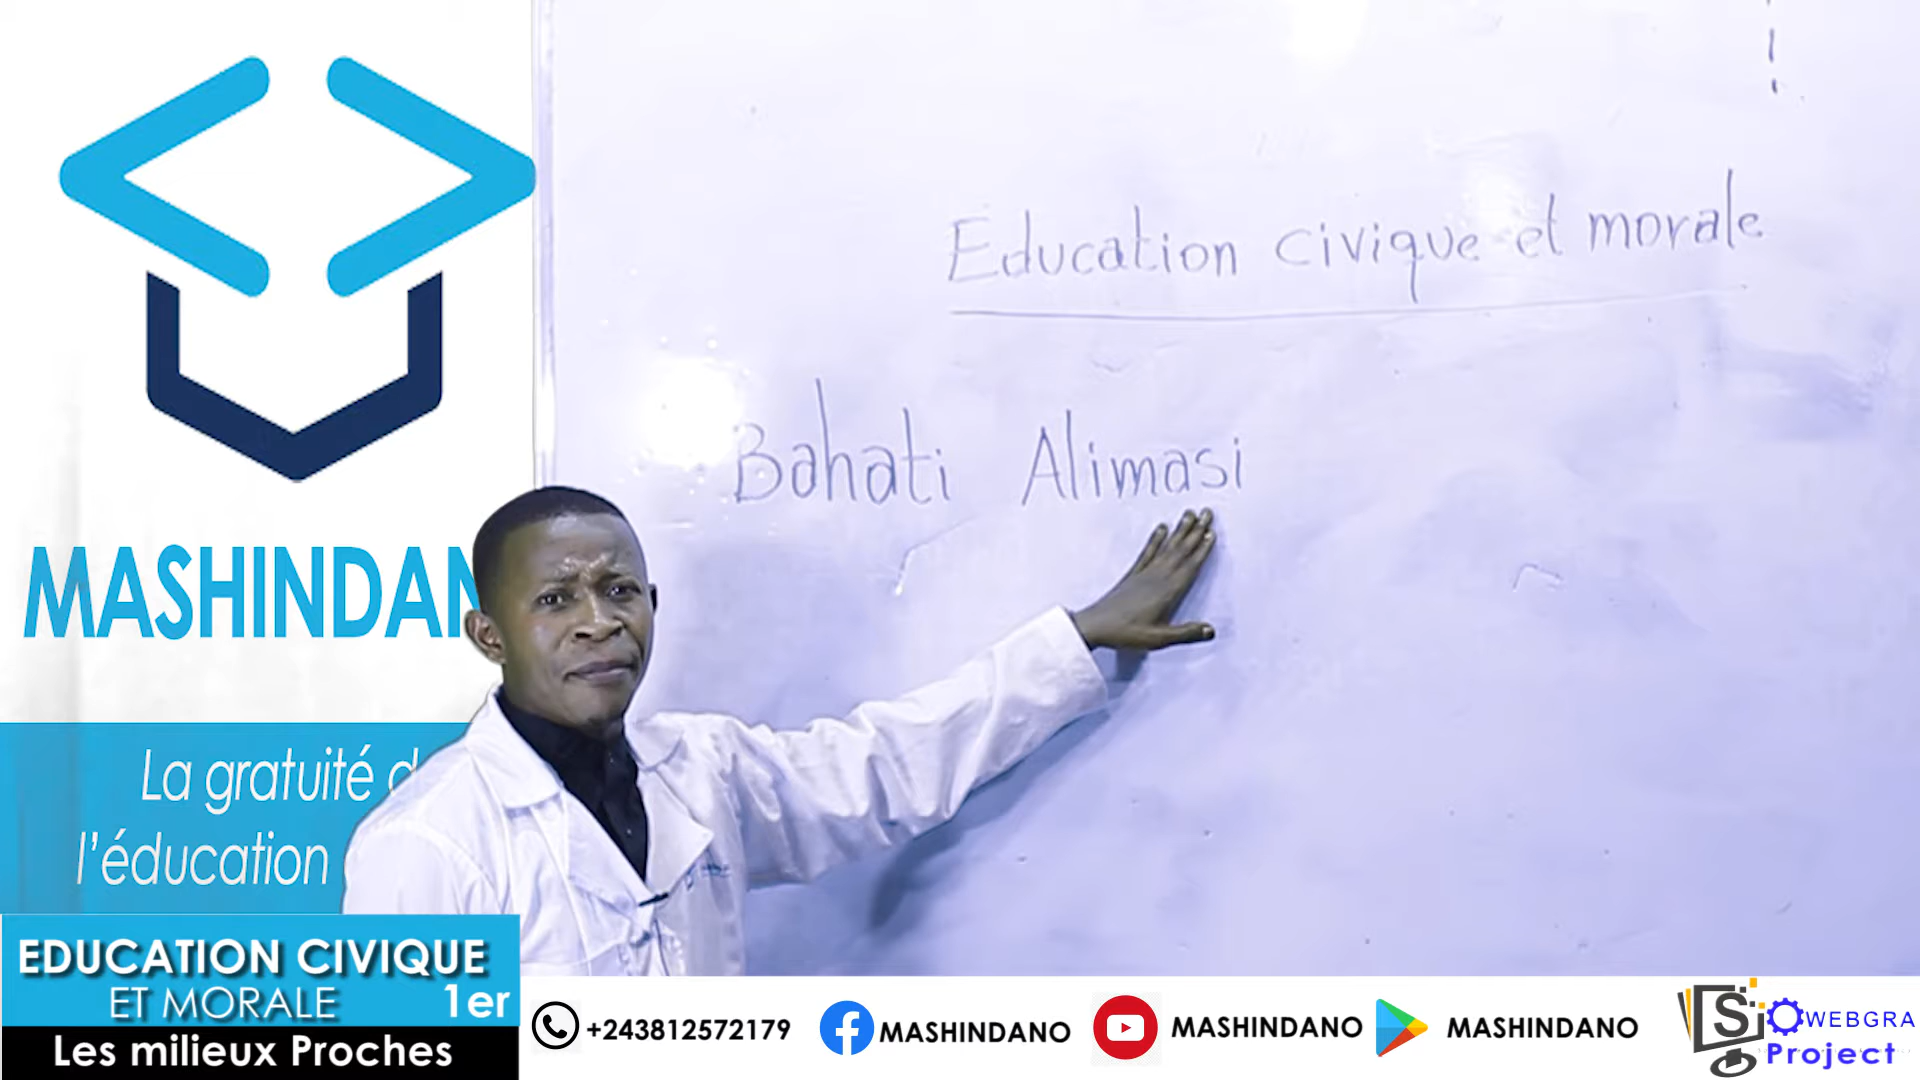 Education civique et morale
Bahati Alimasi
MASHINDAN
La gratuité d
l'éducation
EDUCATION CIVIQUE
ET MORALE 1er
Les milieux Proches
+243812572179
MASHINDANO
MASHINDANO
MASHINDANO
S
WEBGRA
Project